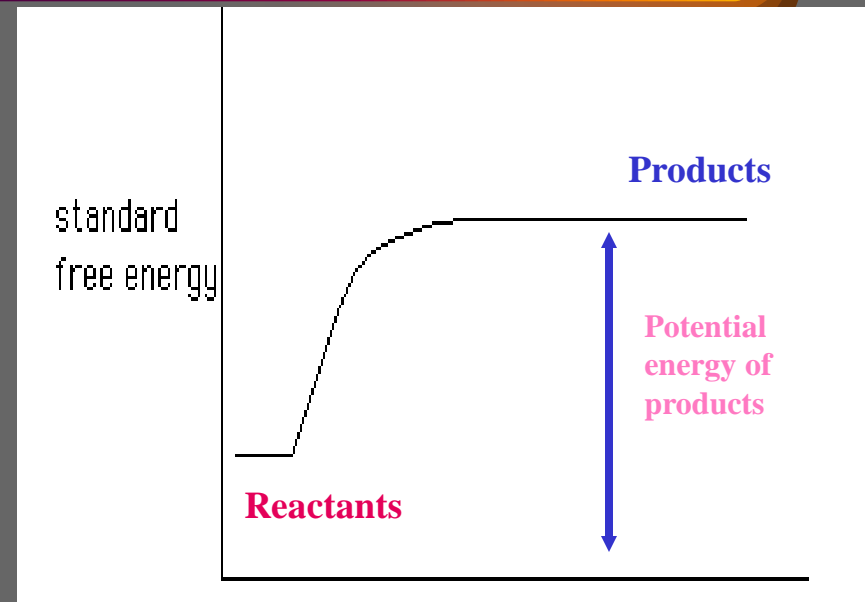 Products
standard
free energy
Potential
energy of
products
Reactants